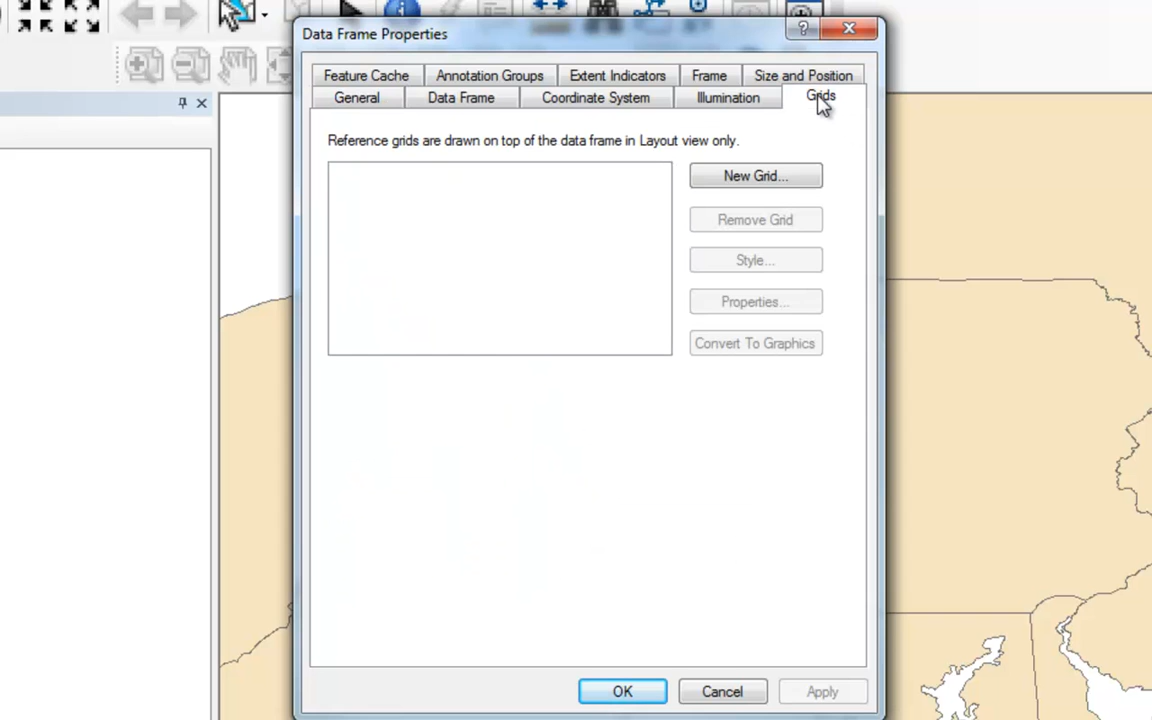 Data Frame Properties
?
Feature Cache Annotation Groups Extent Indicators Frame Size and Position
General Data Frame Coordinate System Illumination Grids
Reference grids are drawn on top of the data frame in Layout view only.
New Grid...
Remove Grid
Style...
Properties...
Convert To Graphics
OK Cancel Apply